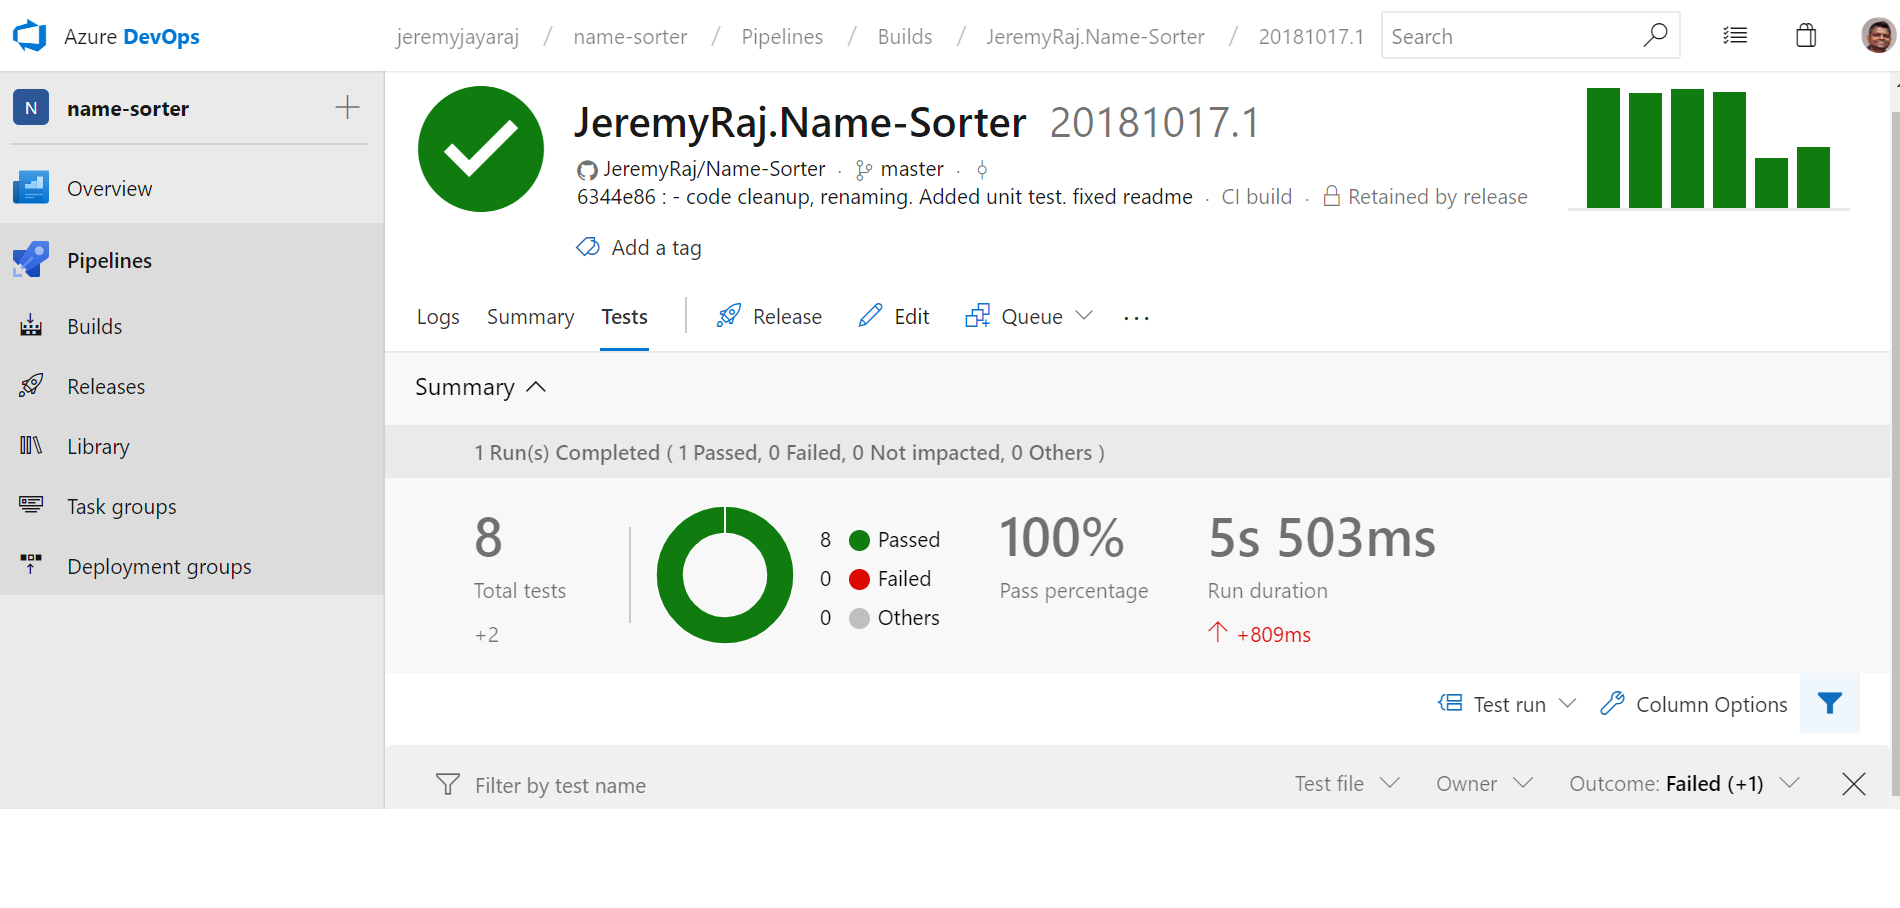 Azure DevOps
jeremyjayaraj / name-sorter / Pipelines / Builds / JeremyRaj.Name-Sorter / 20181017.1
Search
N name-sorter
Overview
Pipelines
Builds
Releases
Library
Task groups
Deployment groups
JeremyRaj.Name-Sorter 20181017.1
JeremyRaj/Name-Sorter · master ·
6344e86 : - code cleanup, renaming. Added unit test. fixed readme · CI build · Retained by release
Add a tag
Logs Summary Tests Release Edit Queue ...
Summary
1 Run(s) Completed ( 1 Passed, 0 Failed, 0 Not impacted, 0 Others )
8
Total tests
+2
8 Passed
0 Failed
0 Others
100%
Pass percentage
5s 503ms
Run duration
+809ms
Test run Column Options
Filter by test name Test file Owner Outcome: Failed (+1)